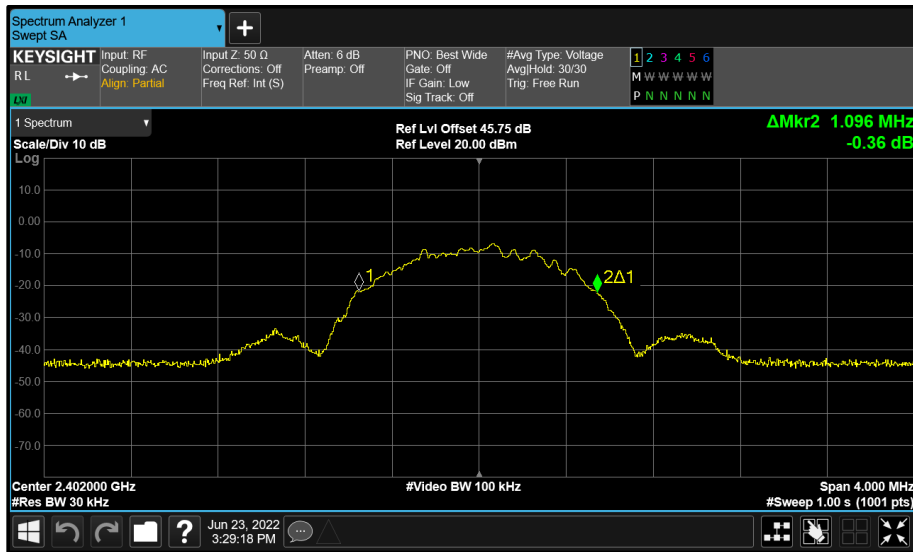 Spectrum Analyzer 1
Swept SA
KEYSIGHT
RL
LXI
Input: RF
Coupling: AC
Align: Partial
Input Z: 50 Ω
Corrections: Off
Freq Ref: Int (S)
Atten: 6 dB
Preamp: Off
PNO: Best Wide
Gate: Off
IF Gain: Low
Sig Track: Off
#Avg Type: Voltage
Avg|Hold: 30/30
Trig: Free Run
1 2 3 4 5 6
M W W W W W
P N N N N N
1 Spectrum
Scale/Div 10 dB
Ref Lvl Offset 45.75 dB
Ref Level 20.00 dBm
ΔMkr2 1.096 MHz
-0.36 dB
Log
10.0
0.00
-10.0
-20.0
-30.0
-40.0
-50.0
-60.0
-70.0
1
2Δ1
Center 2.402000 GHz
#Res BW 30 kHz
#Video BW 100 kHz
Span 4.000 MHz
#Sweep 1.00 s (1001 pts)
?
Jun 23, 2022
3:29:18 PM